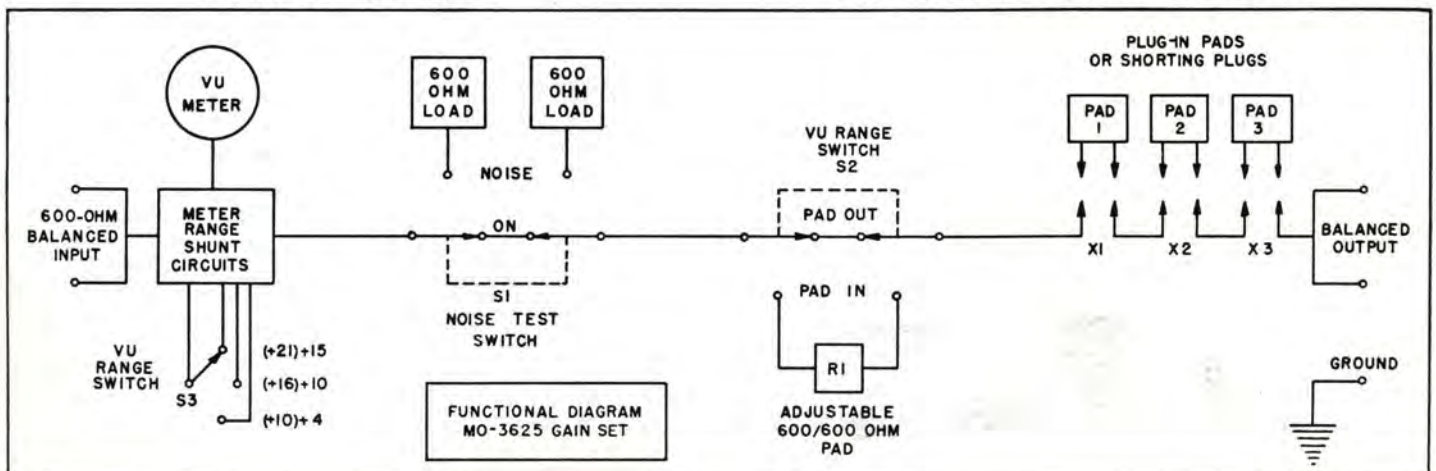 VU
METER
600-OHM
BALANCED
INPUT
METER
RANGE
SHUNT
CIRCUITS
VU
RANGE
SWITCH
S3
(+21)+15
(+16)+10
(+10)+4
600
OHM
LOAD
600
OHM
LOAD
NOISE
ON
S1
NOISE TEST
SWITCH
FUNCTIONAL DIAGRAM
MO-3625 GAIN SET
VU RANGE
SWITCH
S2
PAD OUT
PAD IN
R1
ADJUSTABLE
600/600 OHM
PAD
PLUG-IN PADS
OR SHORTING PLUGS
PAD
1
PAD
2
PAD
3
X1
X2
X3
BALANCED
OUTPUT
GROUND